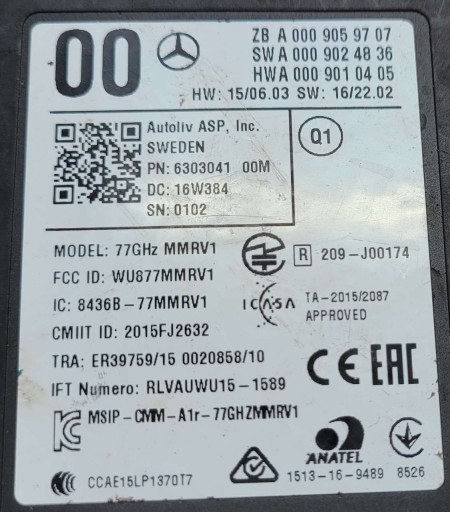 00
ZB A 000 905 97 07
SW A 000 902 48 36
HW A 000 901 04 05
HW: 15/06.03 SW: 16/22.02
Autoliv ASP, Inc.
SWEDEN
PN: 6303041 00M
DC: 16W384
SN: 0102
Q1
MODEL: 77GHz MMRV1
R 209-J00174
FCC ID: WU877MMRV1
IC: 8436B-77MMRV1
ICASA
TA-2015/2087
APPROVED
CMIIT ID: 2015FJ2632
TRA: ER39759/15 0020858/10
CE EAC
IFT Numero: RLVAUWU15-1589
MSIP-CMM-A1r-77GHZMMRV1
ANATEL
CCAE15LP1370T7
1513-16-9489 8526